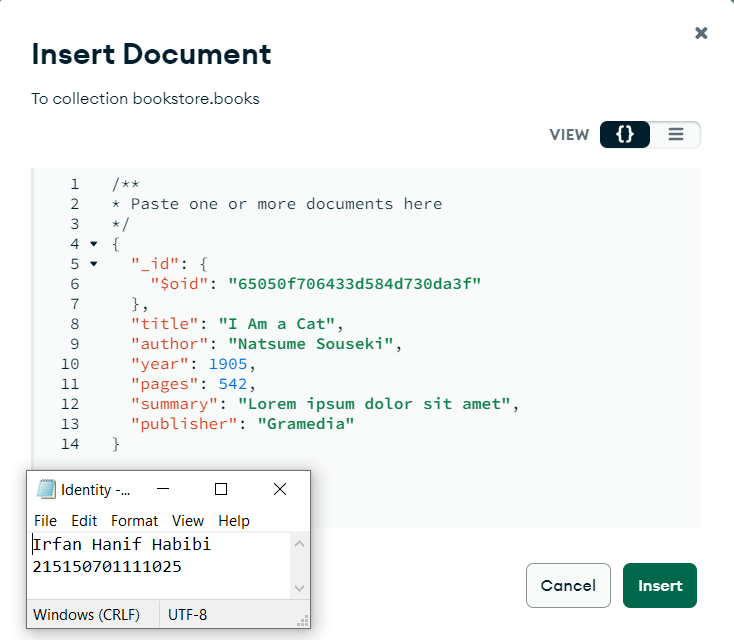 Insert Document
To collection bookstore.books
VIEW {}
1 /**
2 * Paste one or more documents here
3 */
4 {
5 "_id": {
6 "$oid": "65050f706433d584d730da3f"
7 },
8 "title": "I Am a Cat",
9 "author": "Natsume Souseki",
10 "year": 1905,
11 "pages": 542,
12 "summary": "Lorem ipsum dolor sit amet",
13 "publisher": "Gramedia"
14 }
Identity -...
File Edit Format View Help
Irfan Hanif Habibi
215150701111025
Windows (CRLF) UTF-8
Cancel Insert